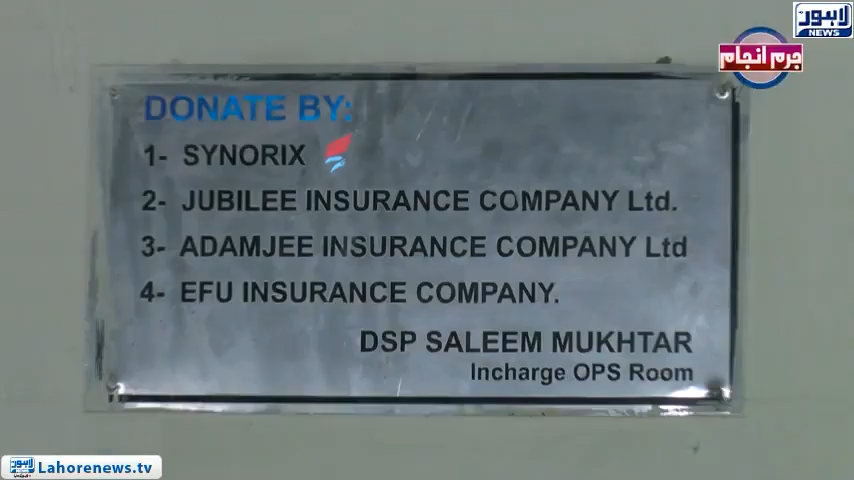 لاہور
NEWS
جرم انجام
DONATE BY:
1- SYNORIX
2- JUBILEE INSURANCE COMPANY Ltd.
3- ADAMJEE INSURANCE COMPANY Ltd
4- EFU INSURANCE COMPANY.
DSP SALEEM MUKHTAR
Incharge OPS Room
لاہور
Lahorenews.tv